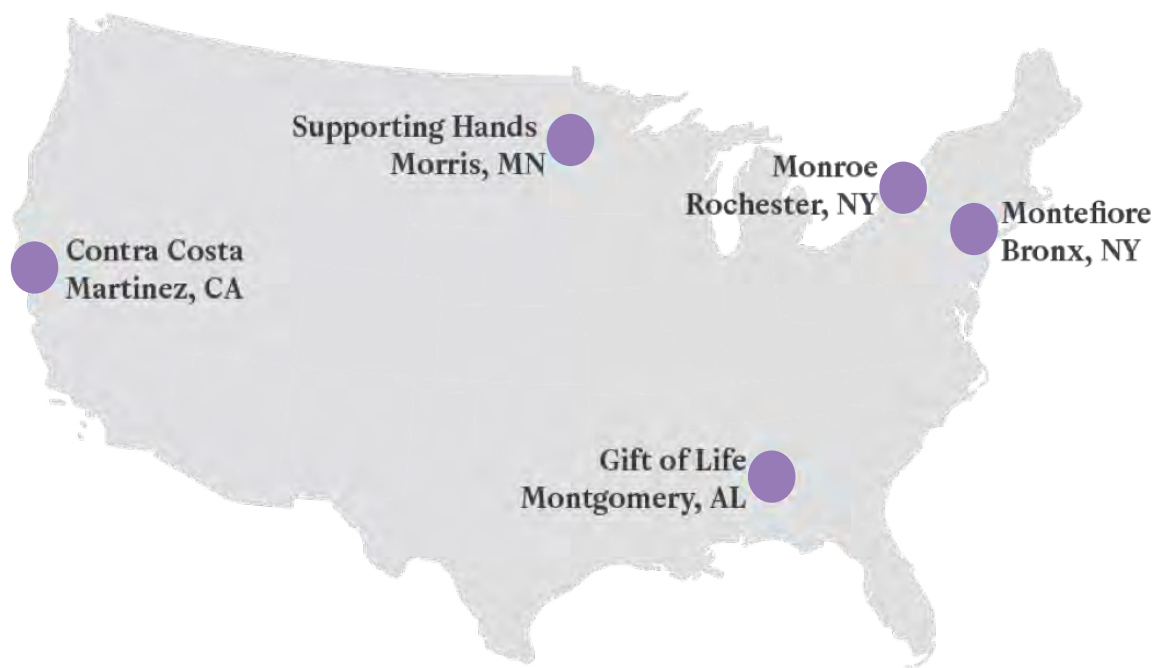 Supporting Hands
Morris, MN
Monroe
Rochester, NY
Montefiore
Bronx, NY
Contra Costa
Martinez, CA
Gift of Life
Montgomery, AL